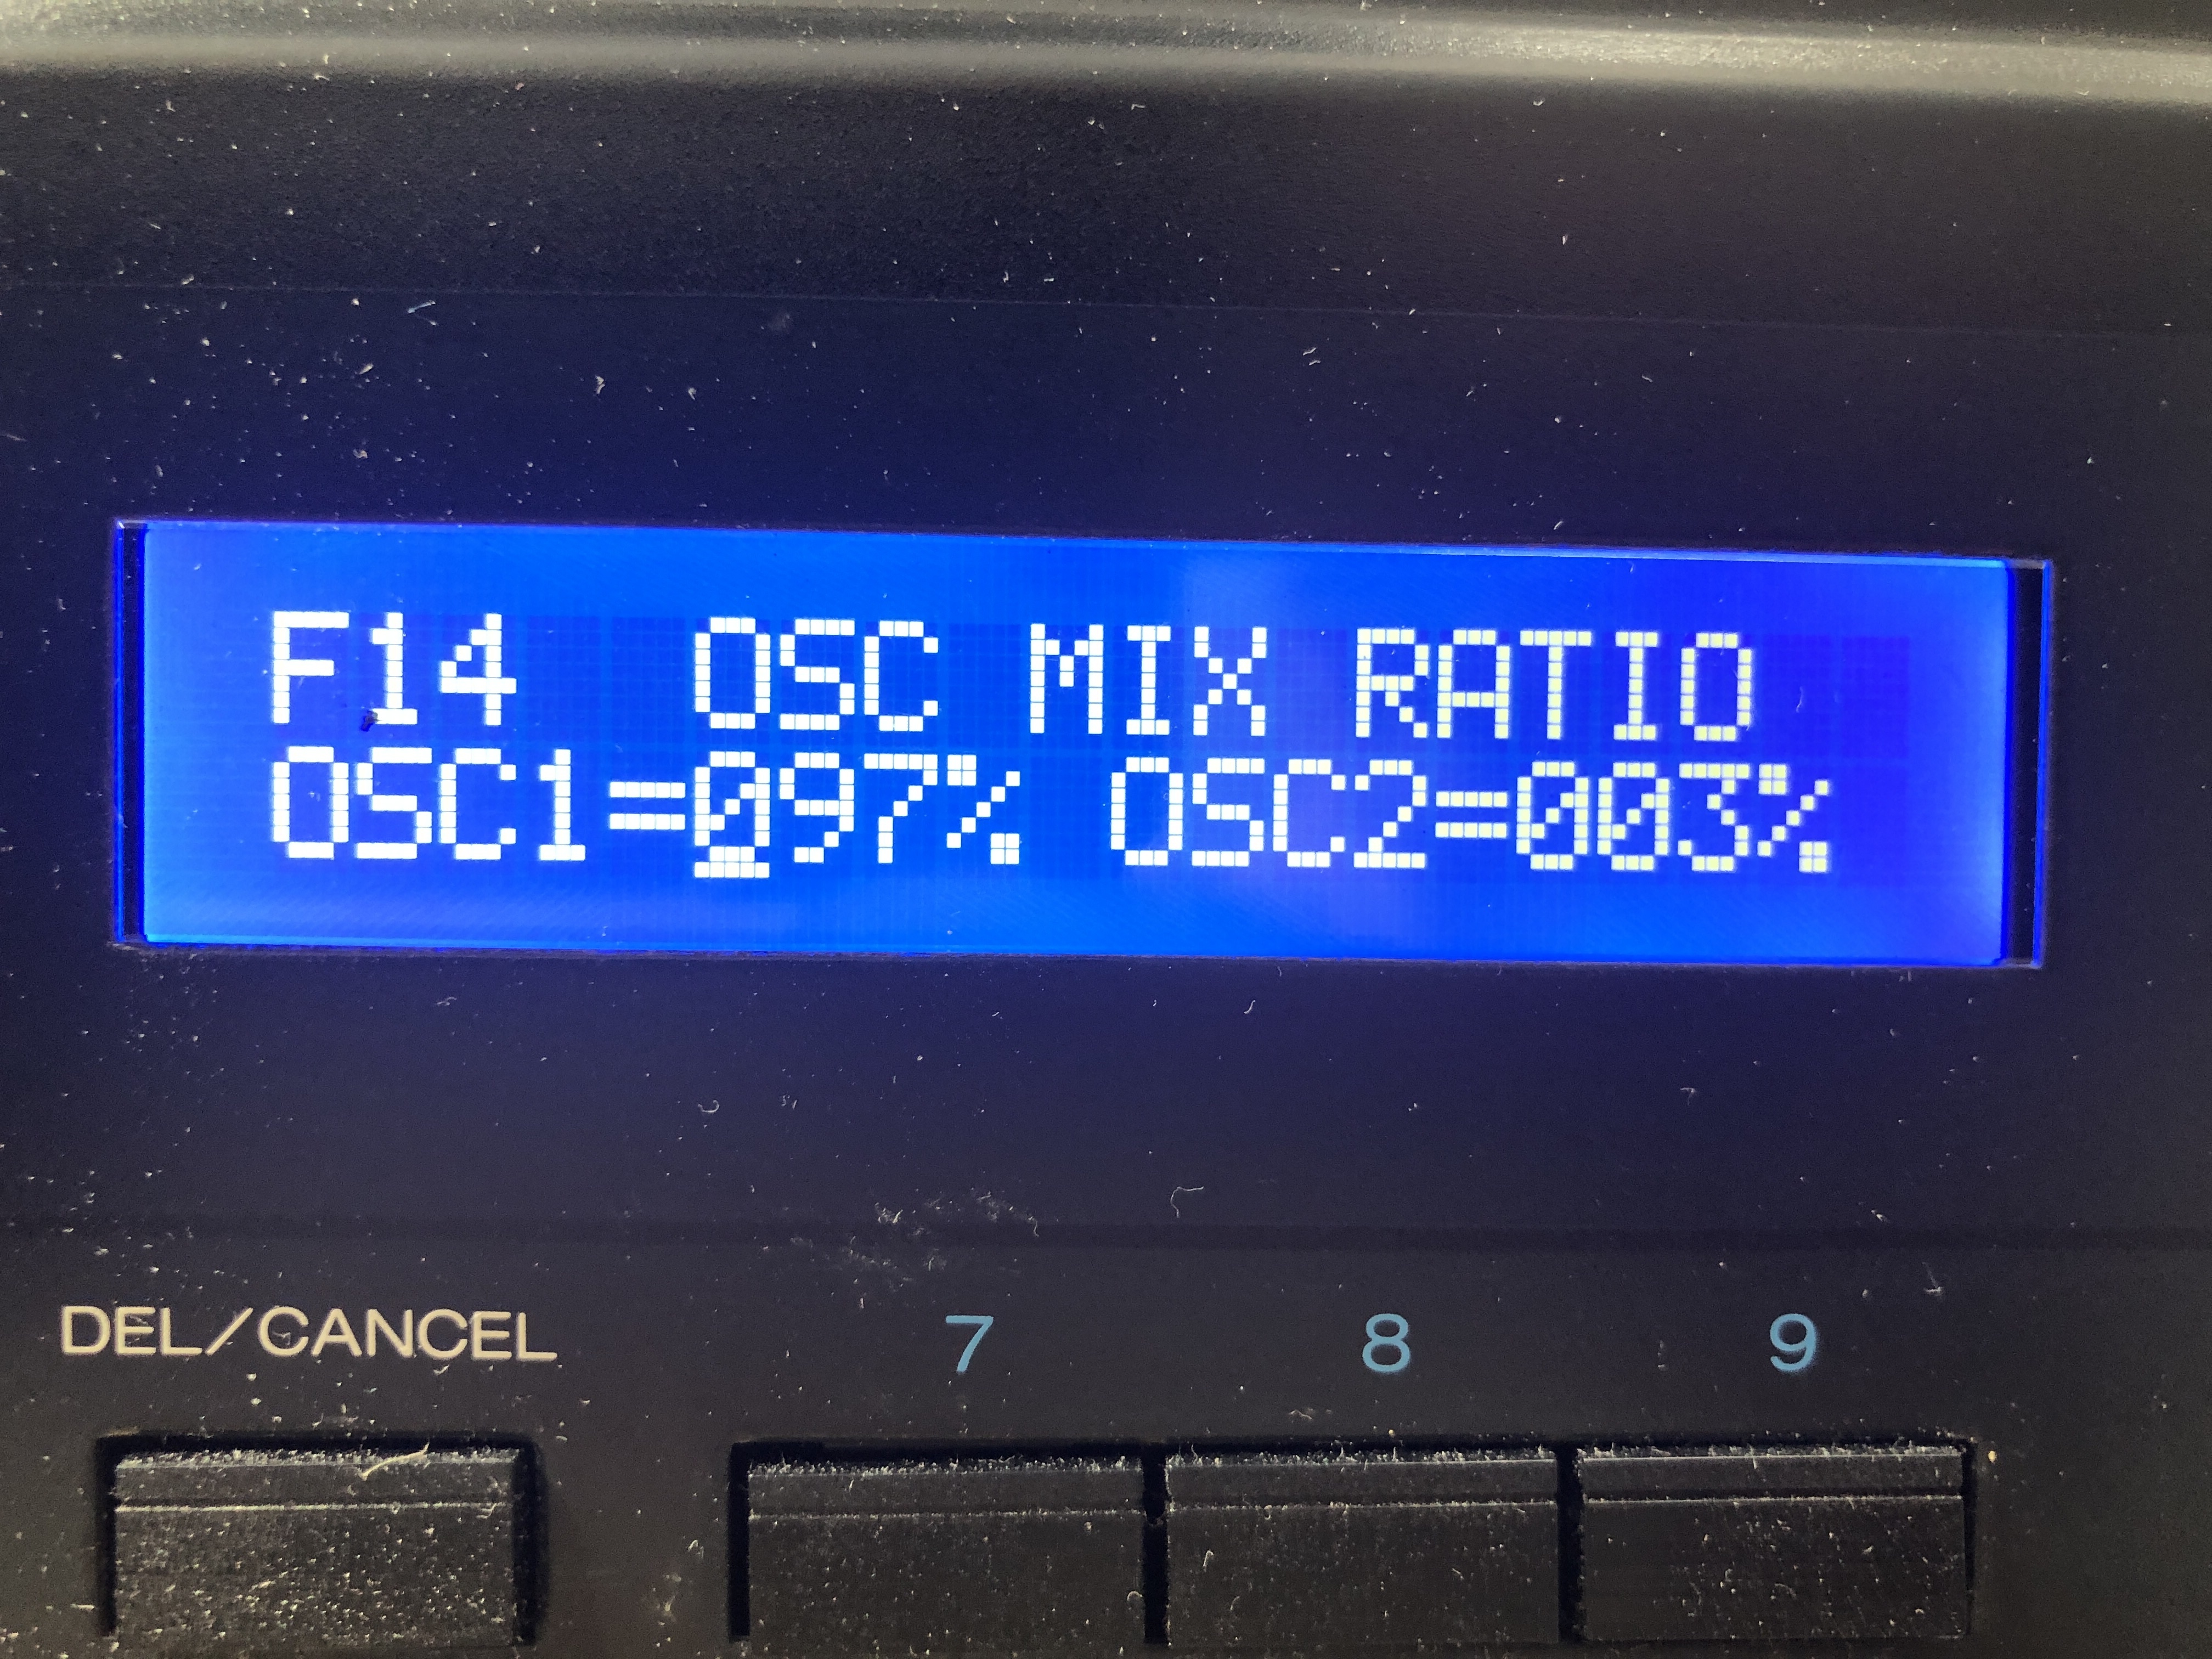 F14  OSC MIX RATIO
OSC1=097% OSC2=003%
DEL/CANCEL 7 8 9